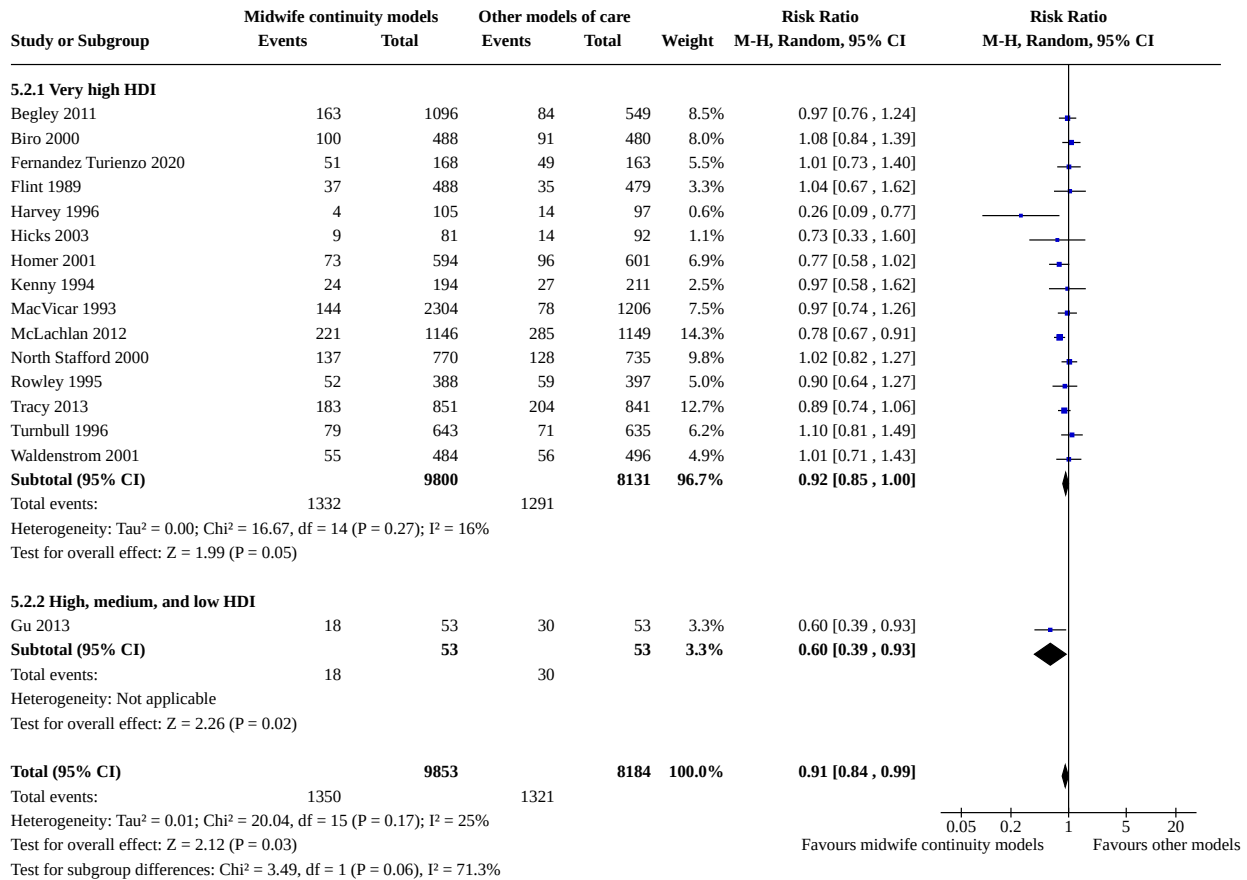 Midwife continuity models Other models of care Risk Ratio Risk Ratio
Study or Subgroup Events Total Events Total Weight M-H, Random, 95% CI M-H, Random, 95% CI
5.2.1 Very high HDI
Begley 2011 163 1096 84 549 8.5% 0.97 [0.76 , 1.24]
Biro 2000 100 488 91 480 8.0% 1.08 [0.84 , 1.39]
Fernandez Turienzo 2020 51 168 49 163 5.5% 1.01 [0.73 , 1.40]
Flint 1989 37 488 35 479 3.3% 1.04 [0.67 , 1.62]
Harvey 1996 4 105 14 97 0.6% 0.26 [0.09 , 0.77]
Hicks 2003 9 81 14 92 1.1% 0.73 [0.33 , 1.60]
Homer 2001 73 594 96 601 6.9% 0.77 [0.58 , 1.02]
Kenny 1994 24 194 27 211 2.5% 0.97 [0.58 , 1.62]
MacVicar 1993 144 2304 78 1206 7.5% 0.97 [0.74 , 1.26]
McLachlan 2012 221 1146 285 1149 14.3% 0.78 [0.67 , 0.91]
North Stafford 2000 137 770 128 735 9.8% 1.02 [0.82 , 1.27]
Rowley 1995 52 388 59 397 5.0% 0.90 [0.64 , 1.27]
Tracy 2013 183 851 204 841 12.7% 0.89 [0.74 , 1.06]
Turnbull 1996 79 643 71 635 6.2% 1.10 [0.81 , 1.49]
Waldenstrom 2001 55 484 56 496 4.9% 1.01 [0.71 , 1.43]
Subtotal (95% CI) 9800 8131 96.7% 0.92 [0.85 , 1.00]
Total events: 1332 1291
Heterogeneity: Tau² = 0.00; Chi² = 16.67, df = 14 (P = 0.27); I² = 16%
Test for overall effect: Z = 1.99 (P = 0.05)
5.2.2 High, medium, and low HDI
Gu 2013 18 53 30 53 3.3% 0.60 [0.39 , 0.93]
Subtotal (95% CI) 53 53 3.3% 0.60 [0.39 , 0.93]
Total events: 18 30
Heterogeneity: Not applicable
Test for overall effect: Z = 2.26 (P = 0.02)
Total (95% CI) 9853 8184 100.0% 0.91 [0.84 , 0.99]
Total events: 1350 1321
Heterogeneity: Tau² = 0.01; Chi² = 20.04, df = 15 (P = 0.17); I² = 25%
0.05 0.2 1 5 20
Test for overall effect: Z = 2.12 (P = 0.03) Favours midwife continuity models Favours other models
Test for subgroup differences: Chi² = 3.49, df = 1 (P = 0.06), I² = 71.3%